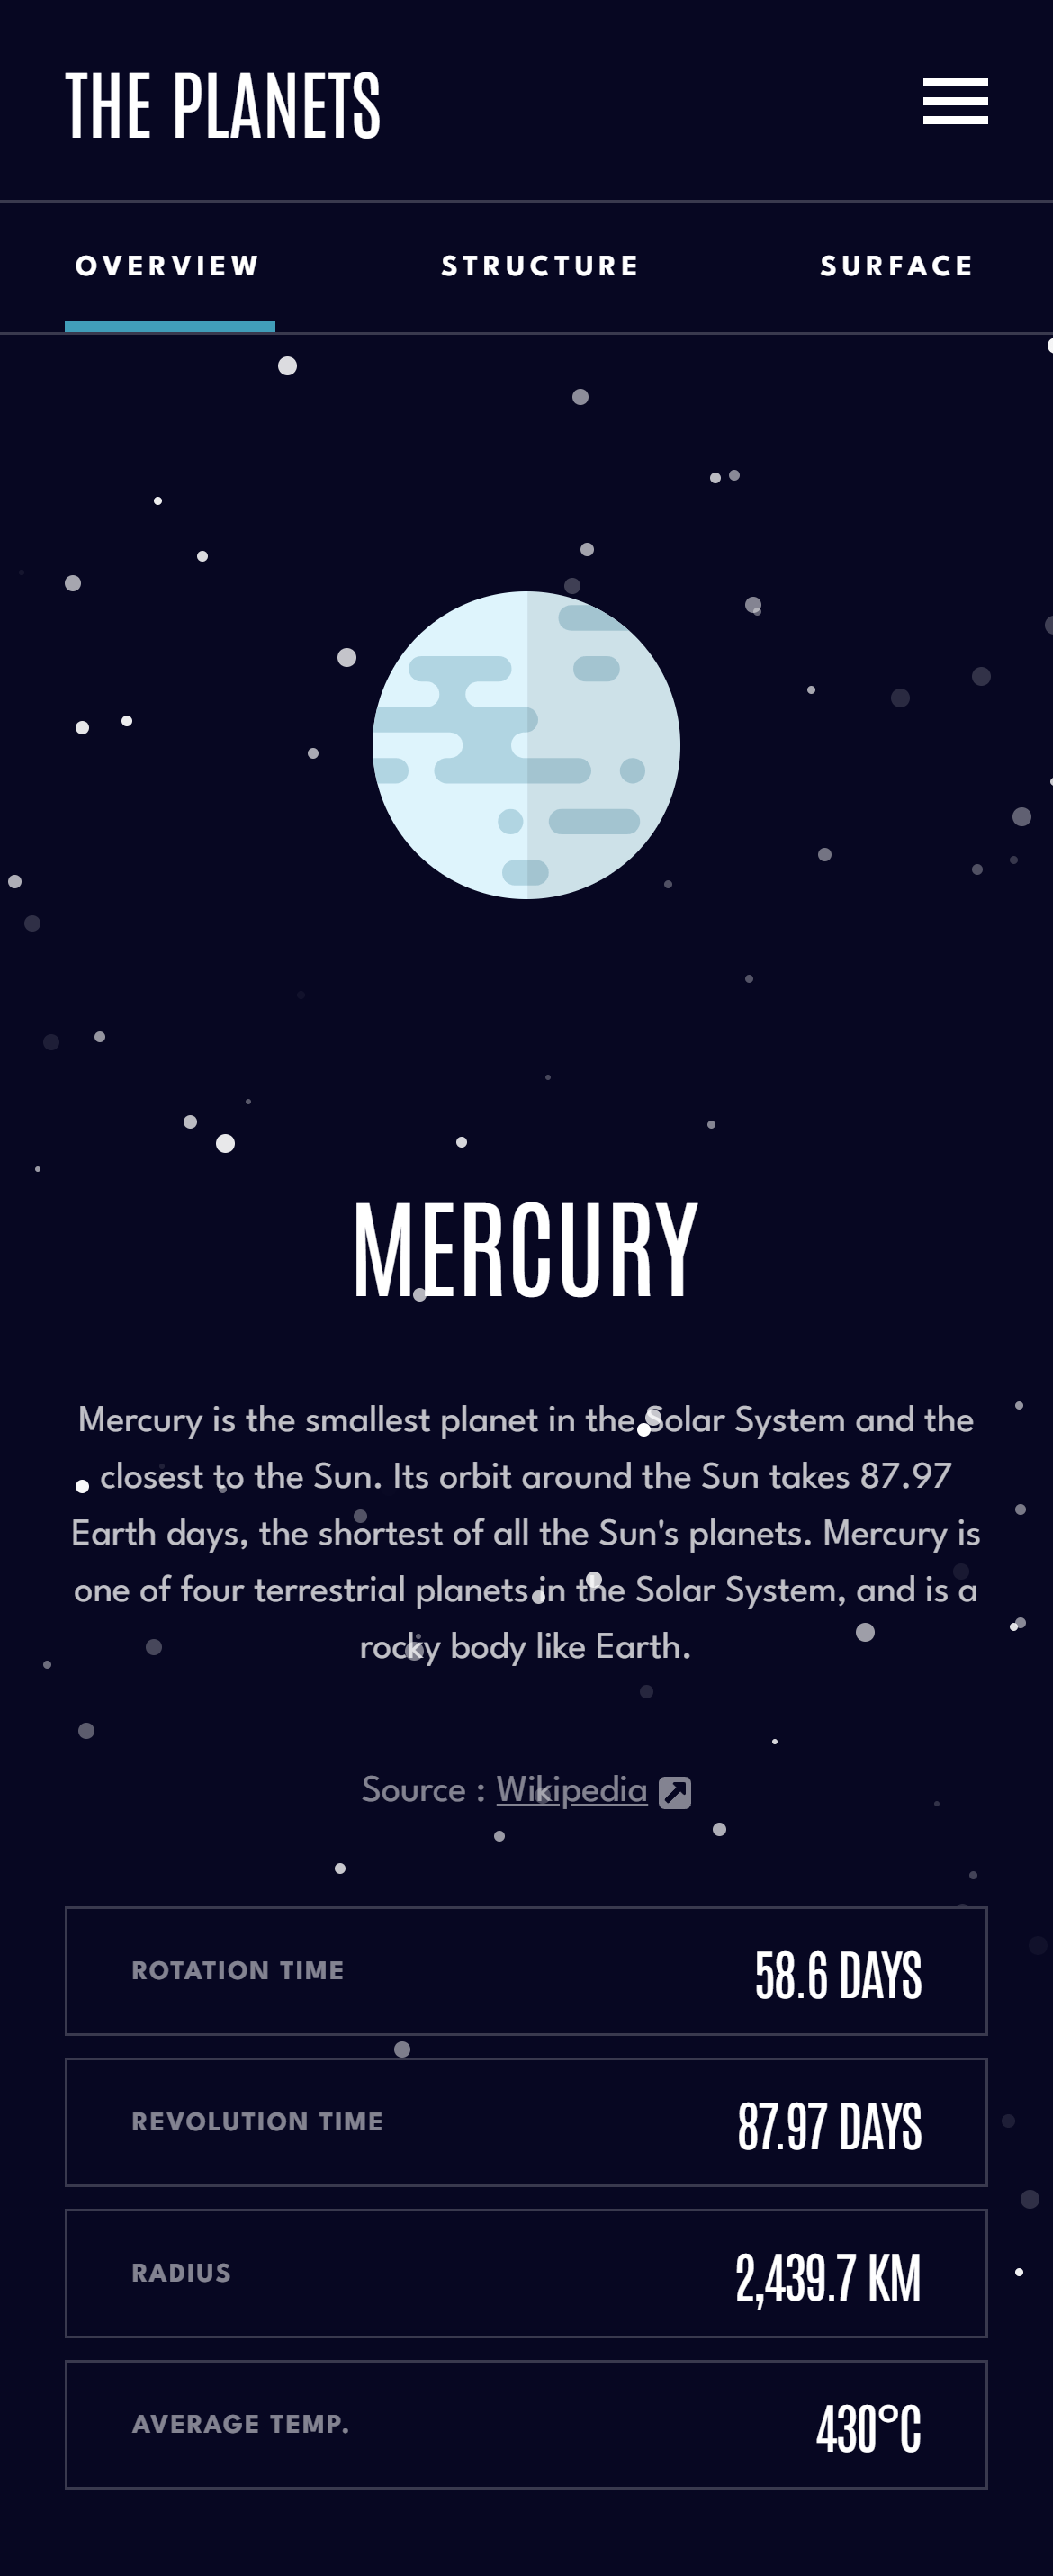 THE PLANETS
OVERVIEW STRUCTURE SURFACE
MERCURY
Mercury is the smallest planet in the Solar System and the
closest to the Sun. Its orbit around the Sun takes 87.97
Earth days, the shortest of all the Sun's planets. Mercury is
one of four terrestrial planets in the Solar System, and is a
rocky body like Earth.
Source : Wikipedia
ROTATION TIME 58.6 DAYS
REVOLUTION TIME 87.97 DAYS
RADIUS 2,439.7 KM
AVERAGE TEMP. 430°C